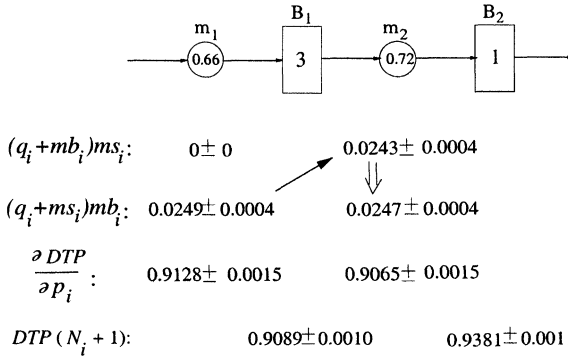 B₁ B₂
m₁ m₂
0.66 3 0.72 1
(qᵢ+mbᵢ)msᵢ: 0± 0 0.0243± 0.0004
(qᵢ+msᵢ)mbᵢ: 0.0249± 0.0004 0.0247± 0.0004
∂ DTP
∂ pᵢ : 0.9128± 0.0015 0.9065± 0.0015
DTP (Nᵢ + 1): 0.9089±0.0010 0.9381±0.001